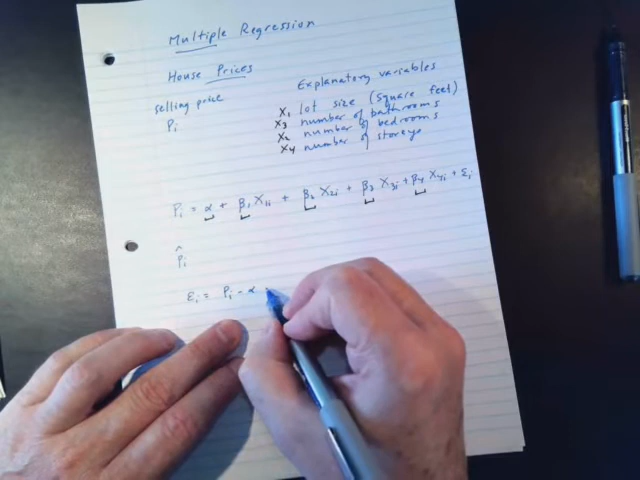 Multiple Regression
House Prices
Explanatory variables
selling price
Pi
X1 lot size (square feet)
X3 number of bathrooms
X2 number of bedrooms
X4 number of storeys
Pi = α + β1 X1i + β2 X2i + β3 X3i + β4 X4i + εi
P̂i
εi = Pi - α